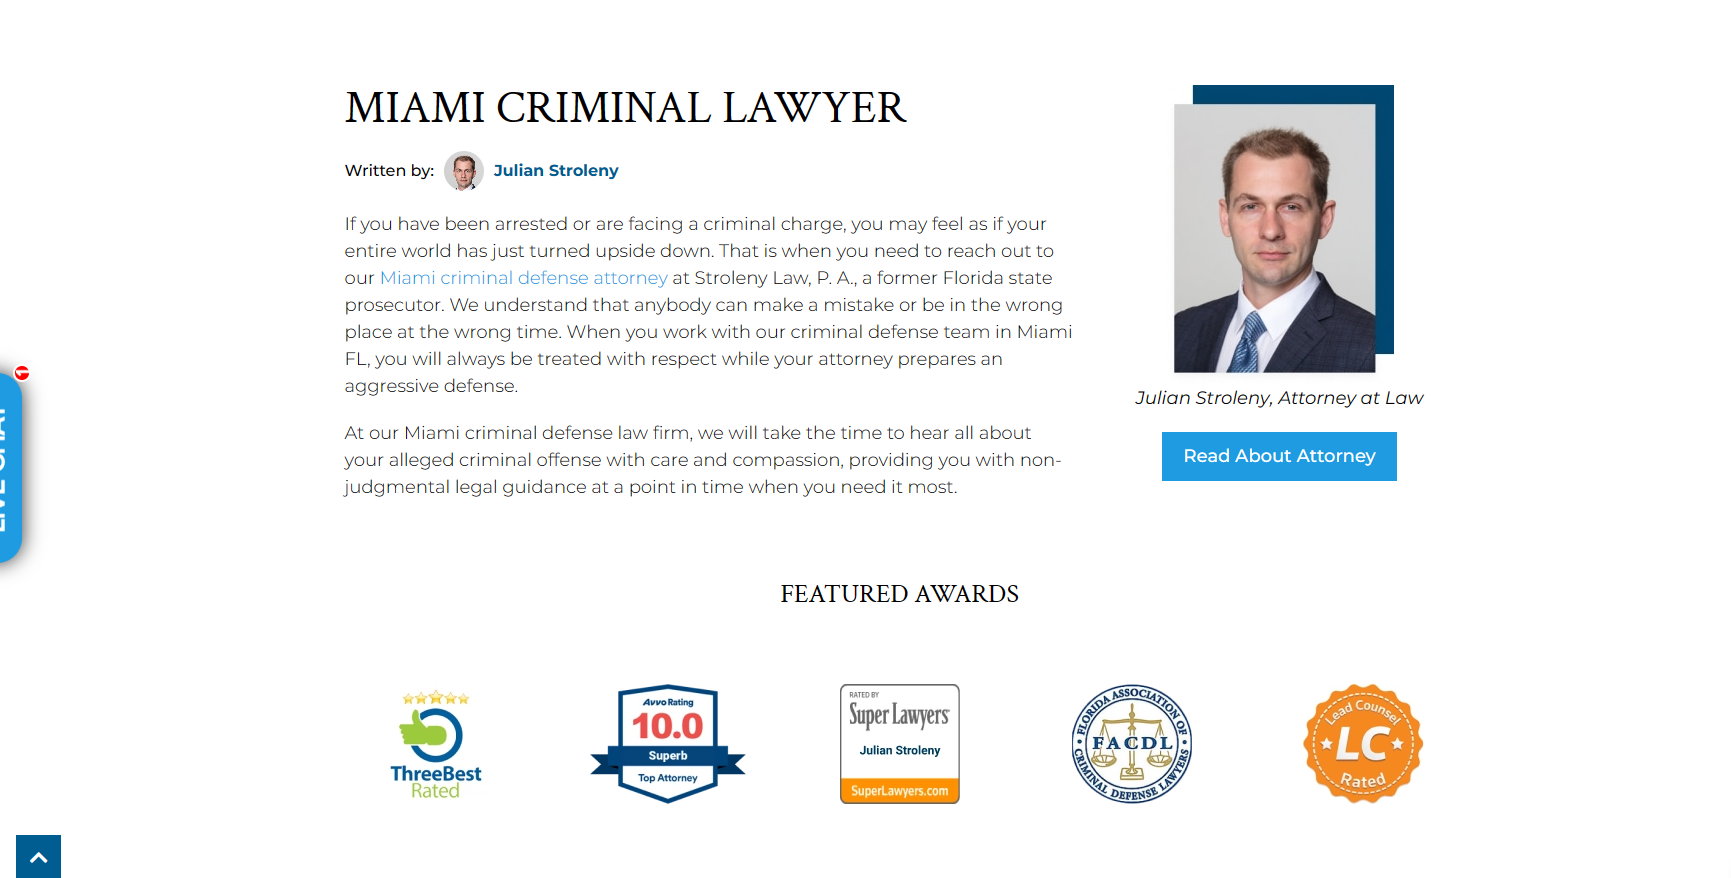 MIAMI CRIMINAL LAWYER
Written by: Julian Stroleny
If you have been arrested or are facing a criminal charge, you may feel as if your
entire world has just turned upside down. That is when you need to reach out to
our Miami criminal defense attorney at Stroleny Law, P. A., a former Florida state
prosecutor. We understand that anybody can make a mistake or be in the wrong
place at the wrong time. When you work with our criminal defense team in Miami
FL, you will always be treated with respect while your attorney prepares an
aggressive defense.
At our Miami criminal defense law firm, we will take the time to hear all about
your alleged criminal offense with care and compassion, providing you with non-
judgmental legal guidance at a point in time when you need it most.
Julian Stroleny, Attorney at Law
Read About Attorney
LIVE CHAT
FEATURED AWARDS
ThreeBest
Rated
Avvo Rating
10.0
Superb
Top Attorney
RATED BY
Super Lawyers
Julian Stroleny
SuperLawyers.com
FLORIDA ASSOCIATION OF
FACDL
CRIMINAL DEFENSE LAWYERS
Lead Counsel
LC
Rated